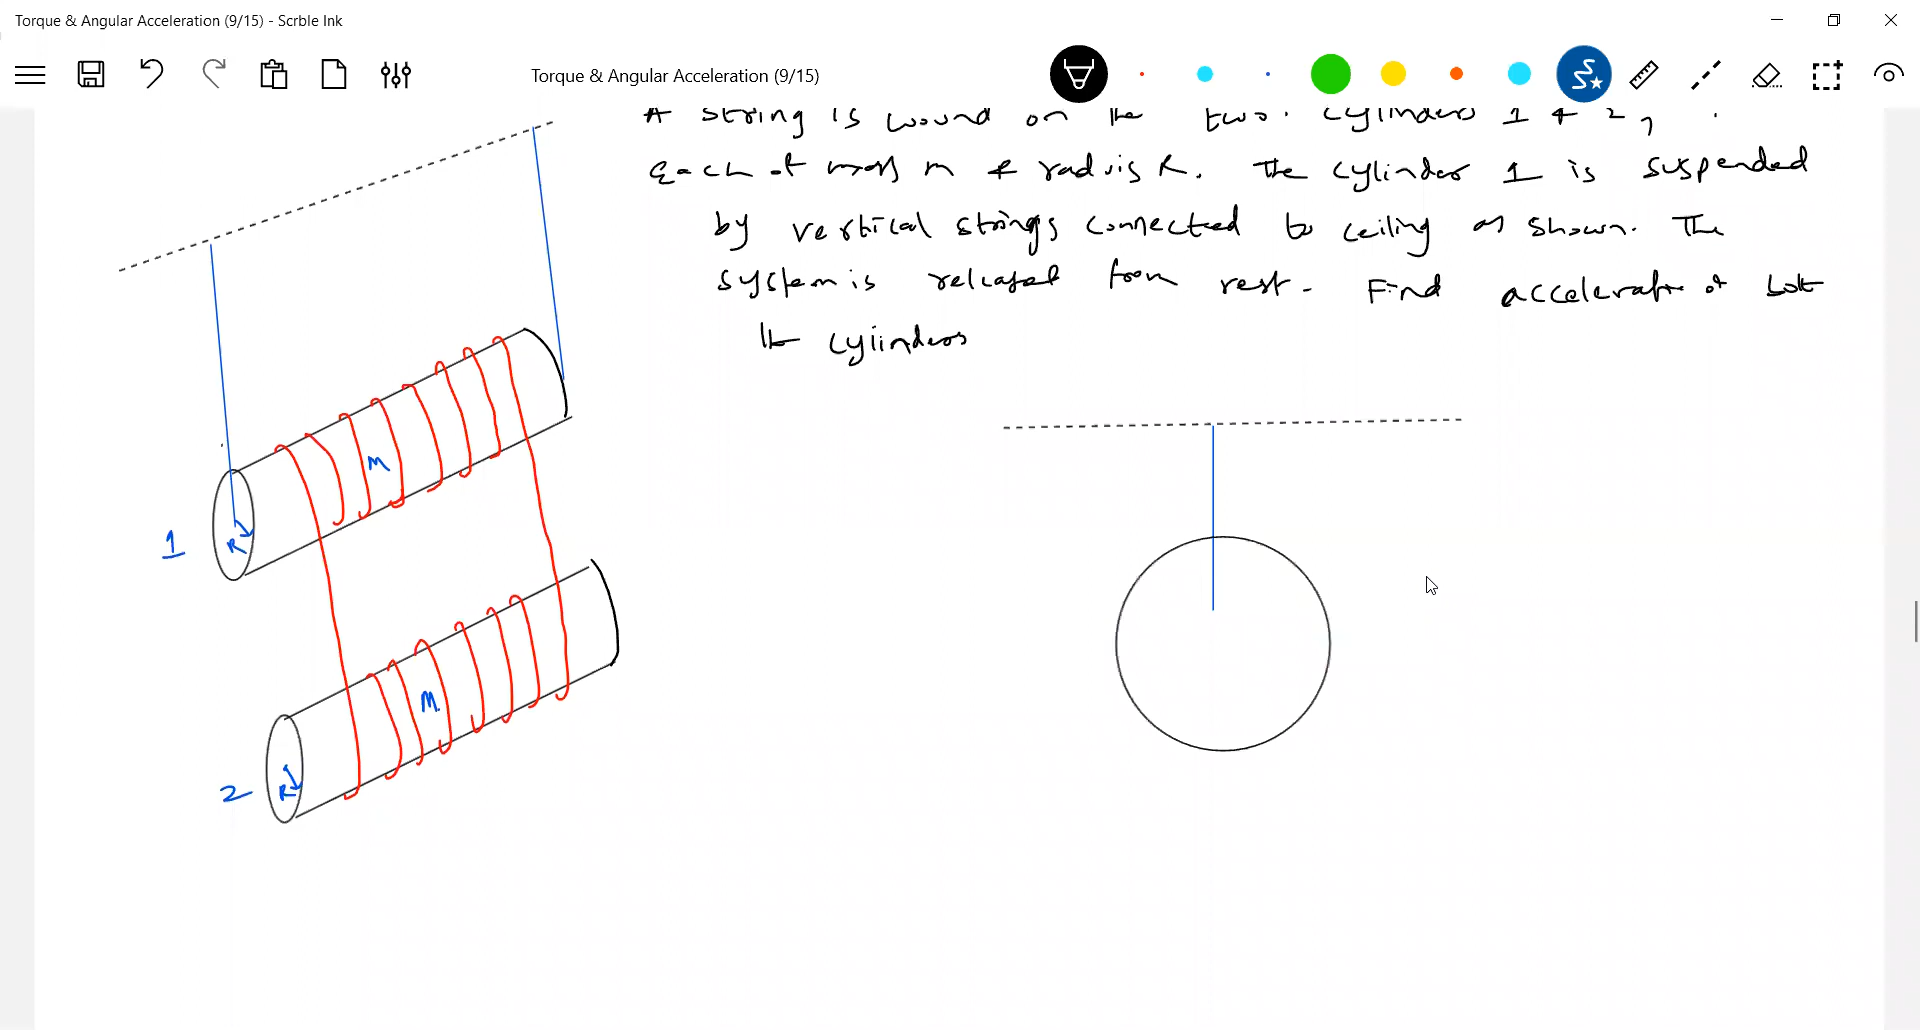 Torque & Angular Acceleration (9/15) - Scrble Ink
Torque & Angular Acceleration (9/15)
A string is wound on the two. cylinders 1 & 2,
each of mass m & radius R. The cylinder 1 is suspended
by vertical strings connected to ceiling as shown. The
system is released from rest. Find acceleration of both
the cylinders
M
1
R
M
2
R